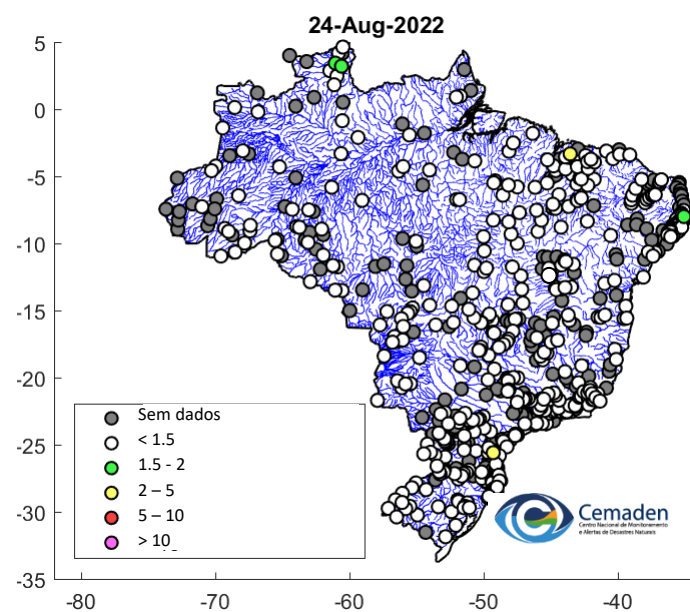 24-Aug-2022
5
0
-5
-10
-15
-20
-25
-30
-35
Sem dados
< 1.5
1.5 - 2
2 – 5
5 – 10
> 10
Cemaden
Centro Nacional de Monitoramento
e Alertas de Desastres Naturais
-80
-70
-60
-50
-40